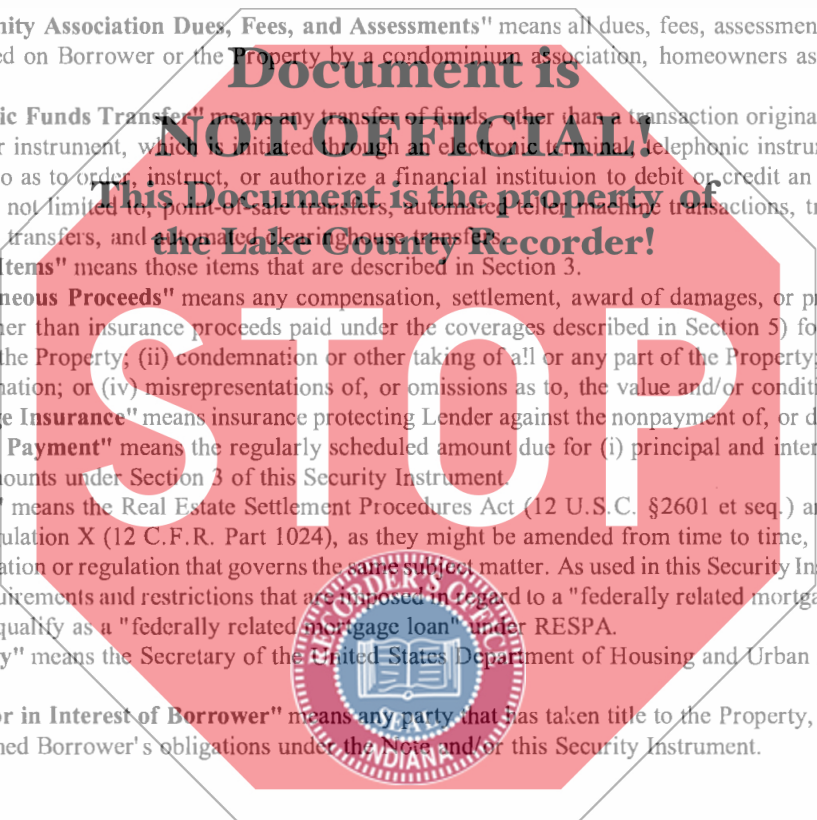 nity Association Dues, Fees, and Assessments" means all dues, fees, assessmen
ed on Borrower or the Property by a condominium association, homeowners as
Document is
ic Funds Transfer" means any transfer of funds, other than a transaction origina
NOT OFFICIAL!
r instrument, which is initiated through an electronic terminal, telephonic instru
o as to order, instruct, or authorize a financial institution to debit or credit an
This Document is the property of
not limited to, point-of-sale transfers, automated teller machine transactions, tr
transfers, and automated clearinghouse transfers.
the Lake County Recorder!
Items" means those items that are described in Section 3.
neous Proceeds" means any compensation, settlement, award of damages, or pr
her than insurance proceeds paid under the coverages described in Section 5) fo
the Property; (ii) condemnation or other taking of all or any part of the Property;
nation; or (iv) misrepresentations of, or omissions as to, the value and/or conditi
STOP
e Insurance" means insurance protecting Lender against the nonpayment of, or d
Payment" means the regularly scheduled amount due for (i) principal and inter
nounts under Section 3 of this Security Instrument.
" means the Real Estate Settlement Procedures Act (12 U.S.C. §2601 et seq.) a
ulation X (12 C.F.R. Part 1024), as they might be amended from time to time,
ation or regulation that governs the same subject matter. As used in this Security In
uirements and restrictions that are imposed in regard to a "federally related mortga
qualify as a "federally related mortgage loan" under RESPA.
y" means the Secretary of the United States Department of Housing and Urban
or in Interest of Borrower" means any party that has taken title to the Property,
ned Borrower's obligations under the Note and/or this Security Instrument.
RECORDER'S OFFICE
SEAL
INDIANA